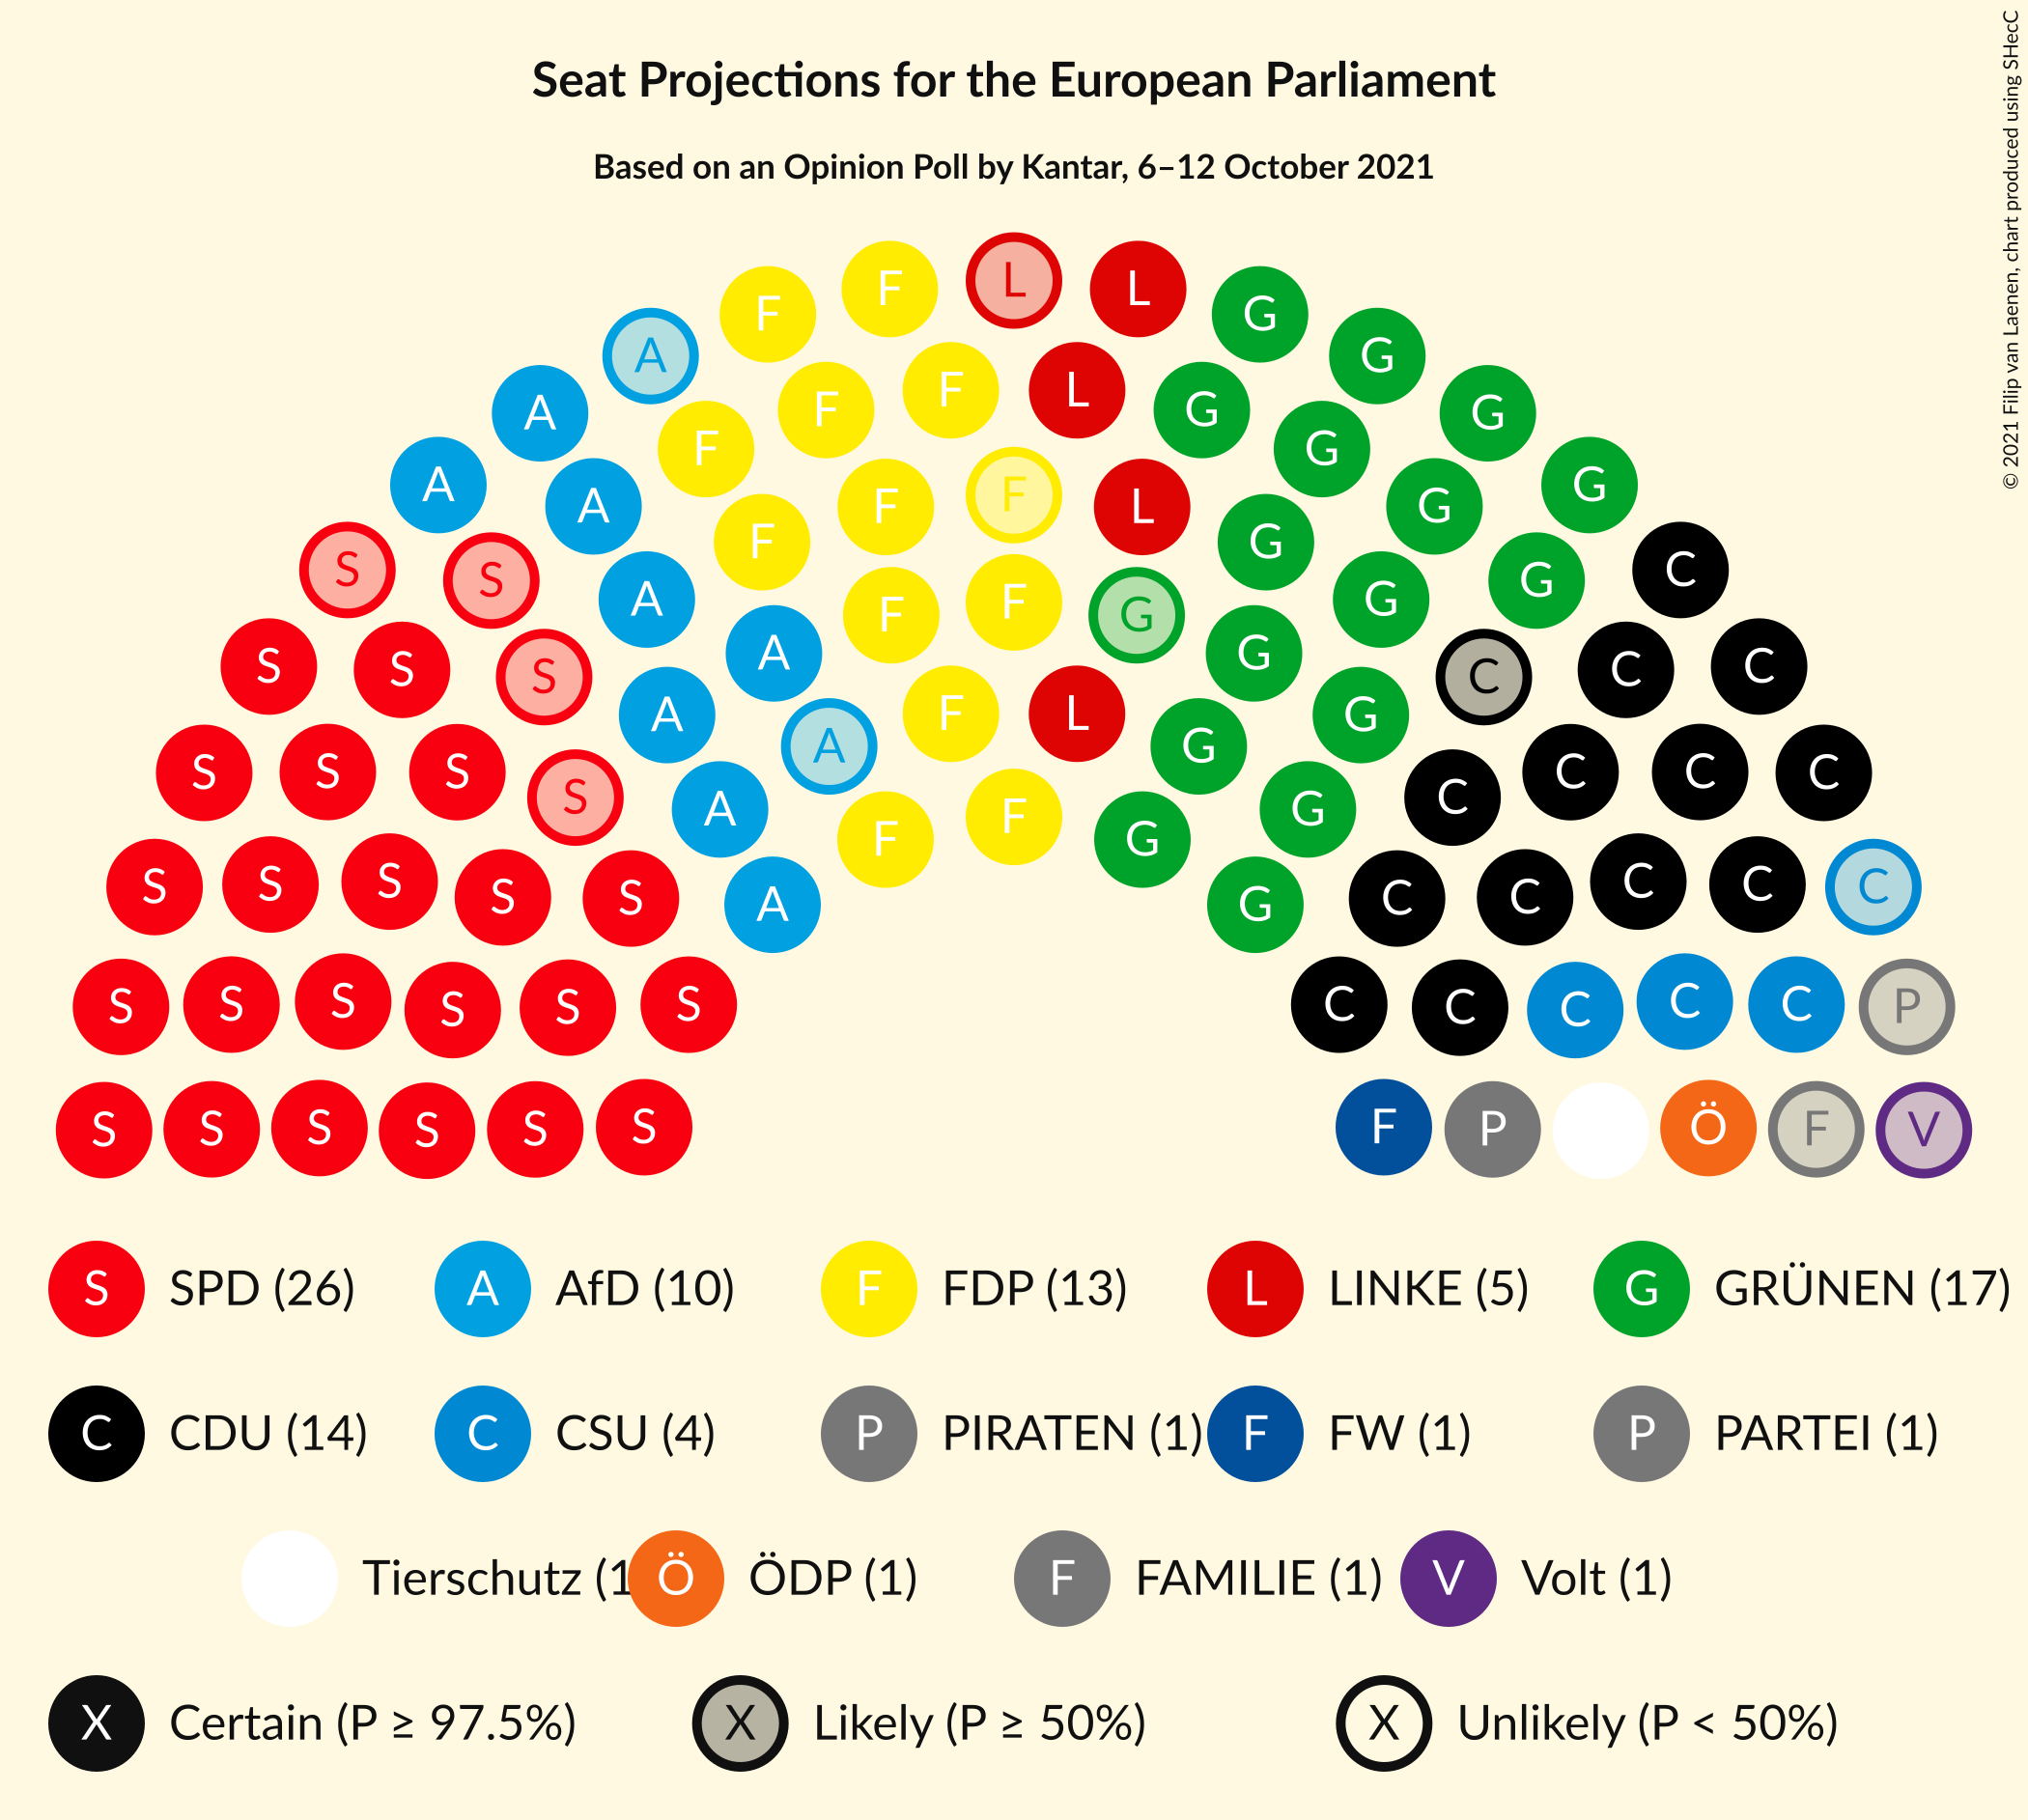 Seat Projections for the European Parliament
Based on an Opinion Poll by Kantar, 6–12 October 2021
© 2021 Filip van Laenen, chart produced using SHecC
L
F L
F G
A F G
F L
A F G G
A F G
A F G G
F
A A F F L G G G
S S C
S A G G G
A G
S S F F C C
S A G C C
S L
A G
S S S C C C
S C
A F G
F
S F G C
S S S S C C C C
S S A G C C
S S S S S S C C C C C P
S S S S S S F P Ö F V
S SPD (26) A AfD (10) F FDP (13) L LINKE (5) G GRÜNEN (17)
C CDU (14) C CSU (4) P PIRATEN (1) F FW (1) P PARTEI (1)
Tierschutz (1 Ö ÖDP (1) F FAMILIE (1) V Volt (1)
X Certain (P ≥ 97.5%) X Likely (P ≥ 50%) X Unlikely (P < 50%)